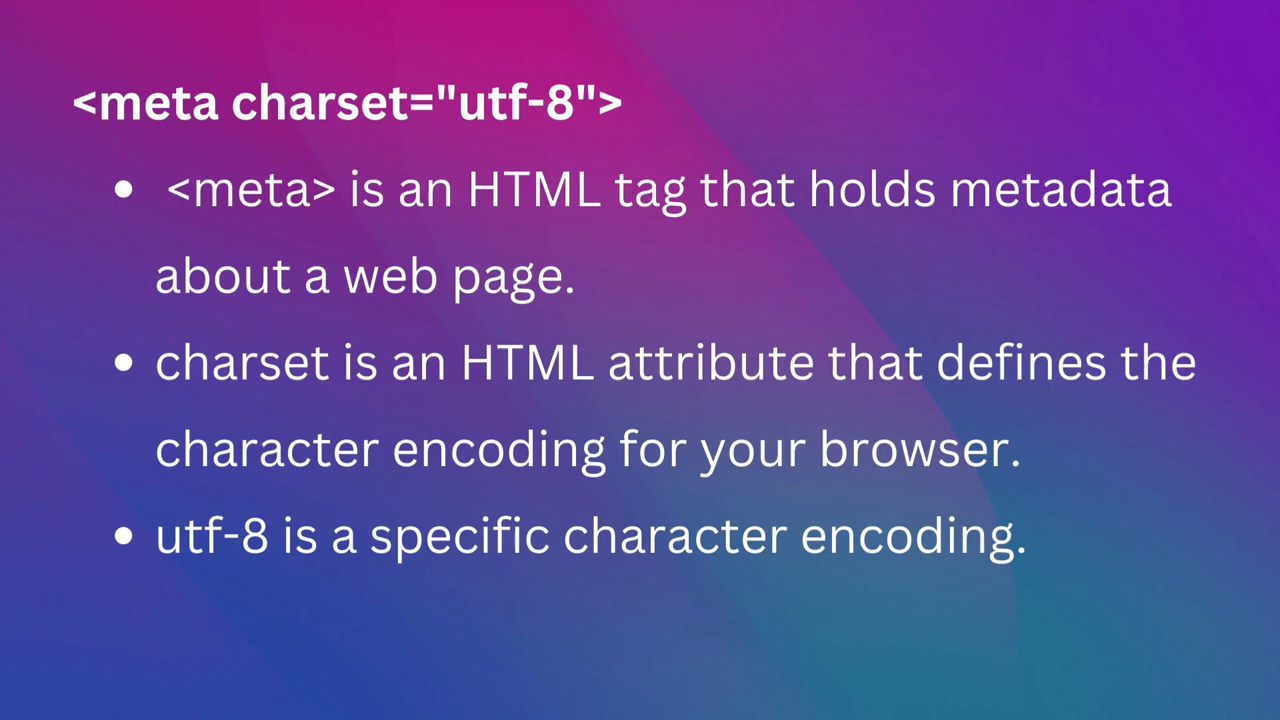 <meta charset="utf-8">
• <meta> is an HTML tag that holds metadata
about a web page.
• charset is an HTML attribute that defines the
character encoding for your browser.
• utf-8 is a specific character encoding.